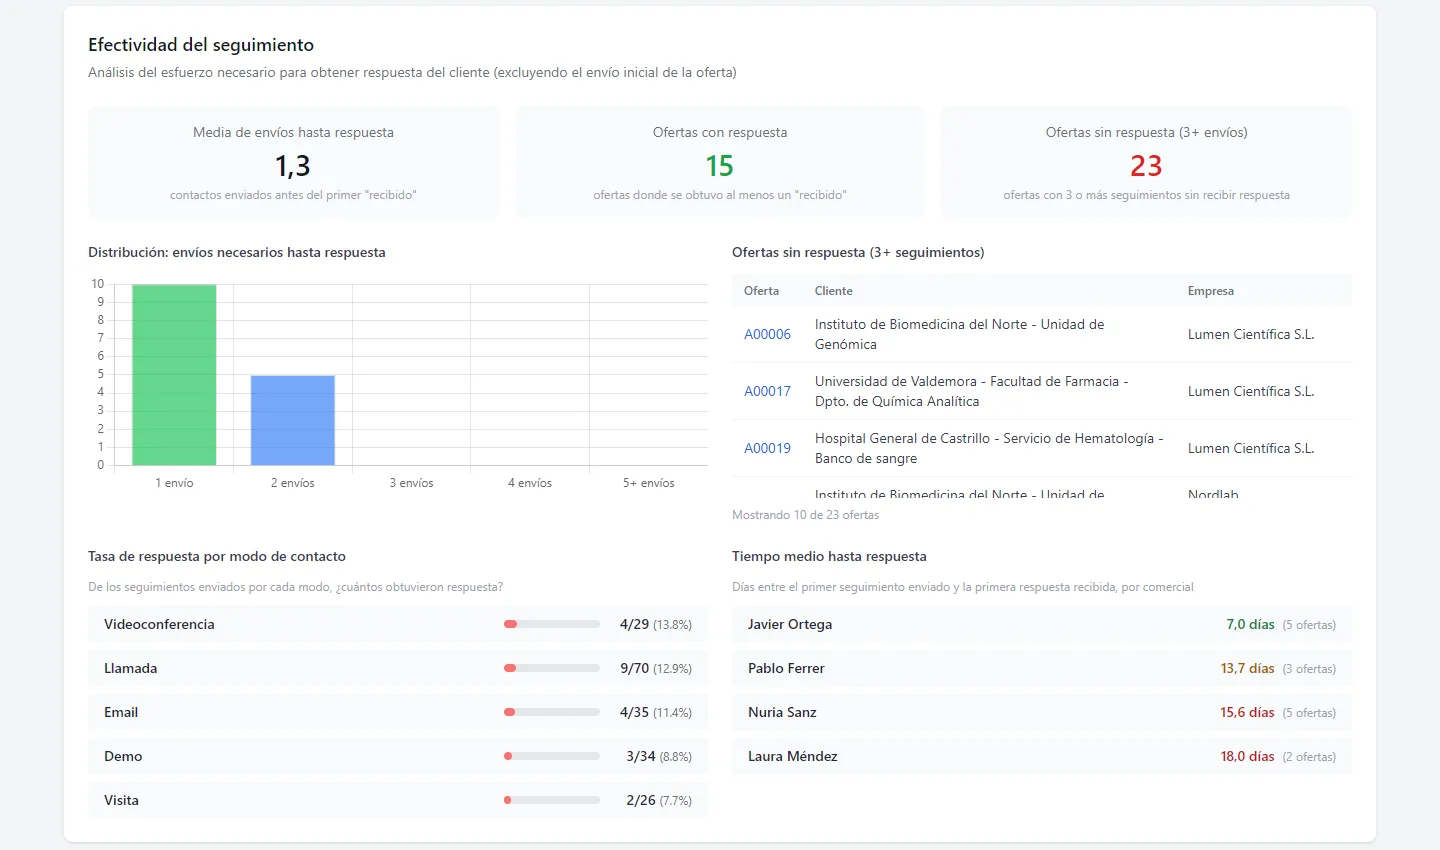 Efectividad del seguimiento
Análisis del esfuerzo necesario para obtener respuesta del cliente (excluyendo el envío inicial de la oferta)
Media de envíos hasta respuesta
1,3
contactos enviados antes del primer "recibido"
Ofertas con respuesta
15
ofertas donde se obtuvo al menos un "recibido"
Ofertas sin respuesta (3+ envíos)
23
ofertas con 3 o más seguimientos sin recibir respuesta
Distribución: envíos necesarios hasta respuesta
10
9
8
7
6
5
4
3
2
1
0
1 envío
2 envíos
3 envíos
4 envíos
5+ envíos
Ofertas sin respuesta (3+ seguimientos)
Oferta Cliente Empresa
A00006 Instituto de Biomedicina del Norte - Unidad de
Genómica
Lumen Científica S.L.
A00017 Universidad de Valdemora - Facultad de Farmacia -
Dpto. de Química Analítica
Lumen Científica S.L.
A00019 Hospital General de Castrillo - Servicio de Hematología -
Banco de sangre
Lumen Científica S.L.
Instituto de Biomedicina del Norte - Unidad de
Nordlab
Mostrando 10 de 23 ofertas
Tasa de respuesta por modo de contacto
De los seguimientos enviados por cada modo, ¿cuántos obtuvieron respuesta?
Videoconferencia 4/29 (13.8%)
Llamada 9/70 (12.9%)
Email 4/35 (11.4%)
Demo 3/34 (8.8%)
Visita 2/26 (7.7%)
Tiempo medio hasta respuesta
Días entre el primer seguimiento enviado y la primera respuesta recibida, por comercial
Javier Ortega 7,0 días (5 ofertas)
Pablo Ferrer 13,7 días (3 ofertas)
Nuria Sanz 15,6 días (5 ofertas)
Laura Méndez 18,0 días (2 ofertas)